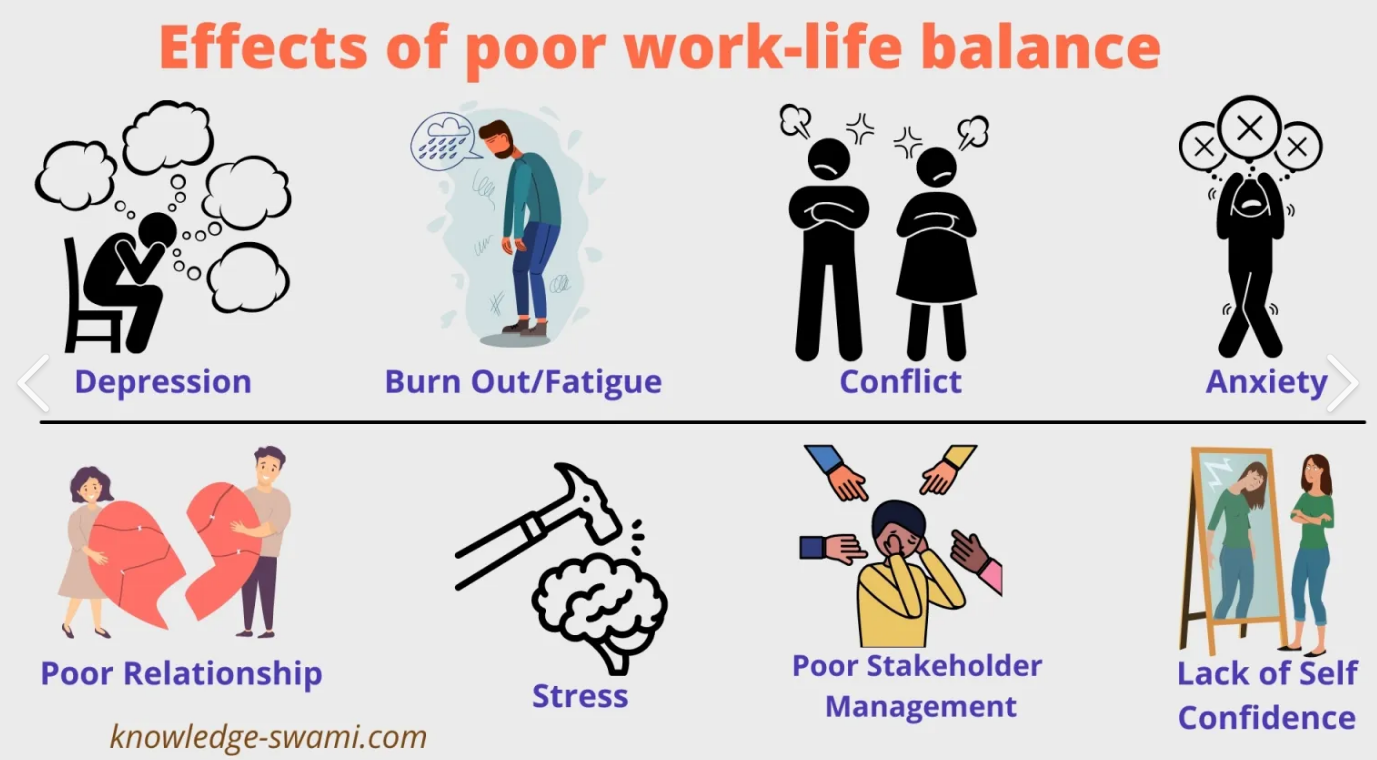 Effects of poor work-life balance
Depression
Burn Out/Fatigue
Conflict
Anxiety
Poor Relationship
Stress
Poor Stakeholder
Management
Lack of Self
Confidence
knowledge-swami.com